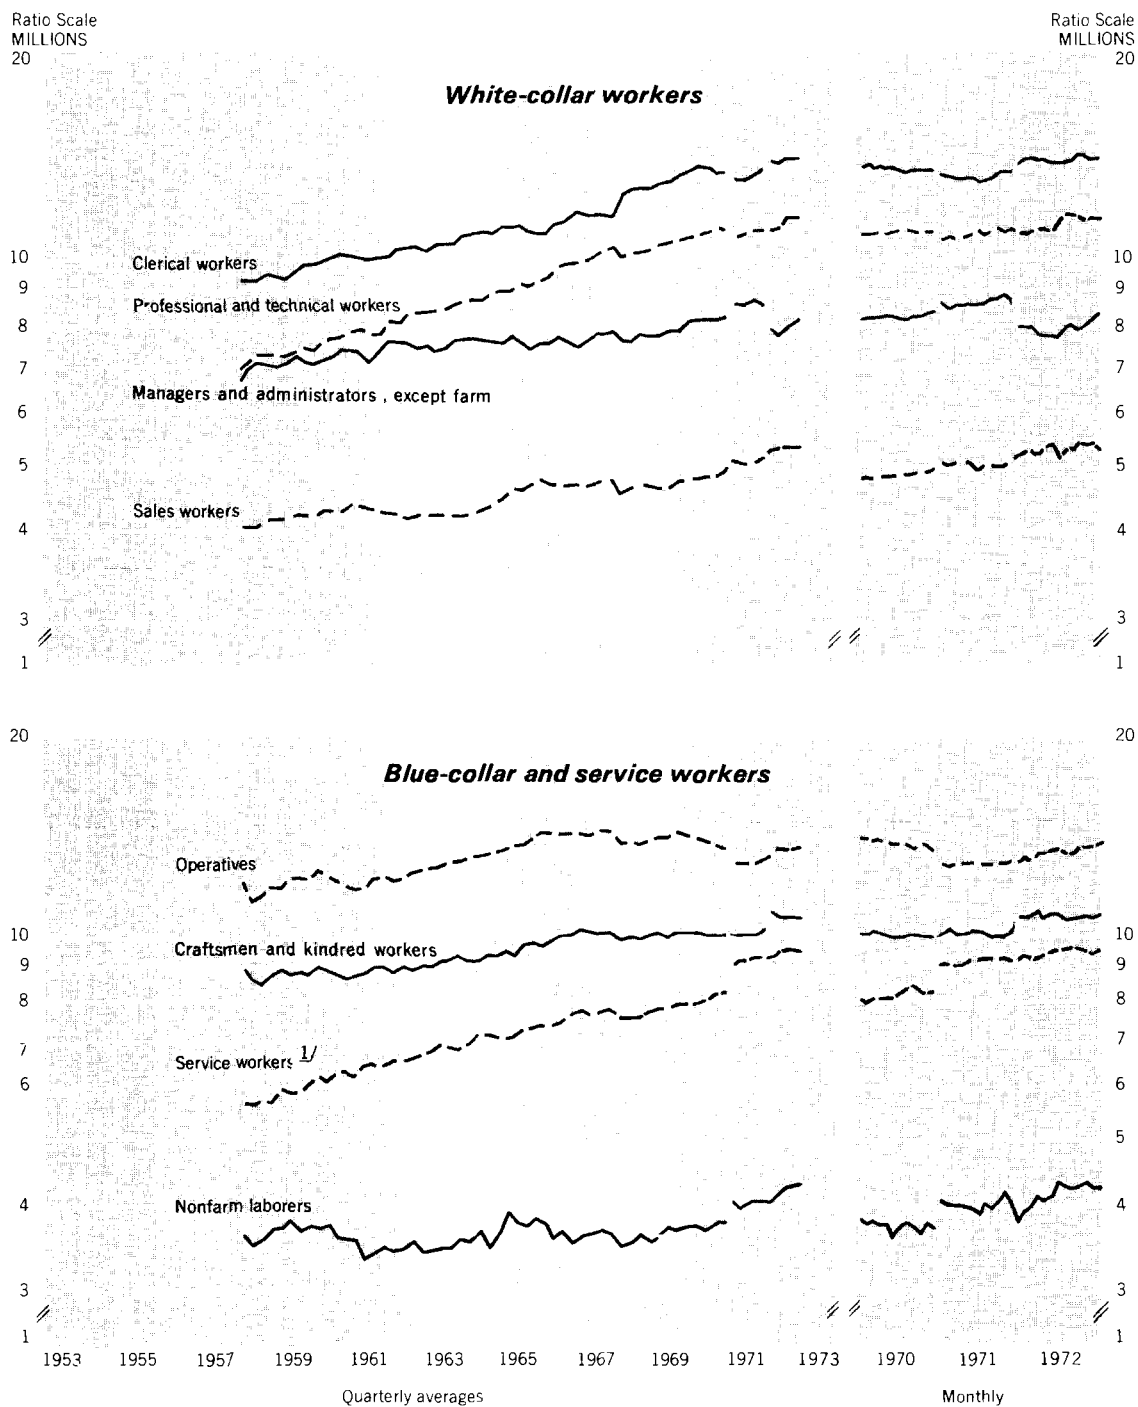 Ratio Scale
MILLIONS
Ratio Scale
MILLIONS
20
20
White-collar workers
10
Clerical workers
10
9
9
Professional and technical workers
8
8
7
7
Managers and administrators , except farm
6
6
5
5
Sales workers
4
4
3
3
1
1
20
20
Blue-collar and service workers
Operatives
10
10
Craftsmen and kindred workers
9
9
8
8
7
7
Service workers 1/
6
6
5
4
Nonfarm laborers
4
3
3
1
1
1953 1955 1957 1959 1961 1963 1965 1967 1969 1971 1973 1970 1971 1972
Quarterly averages
Monthly